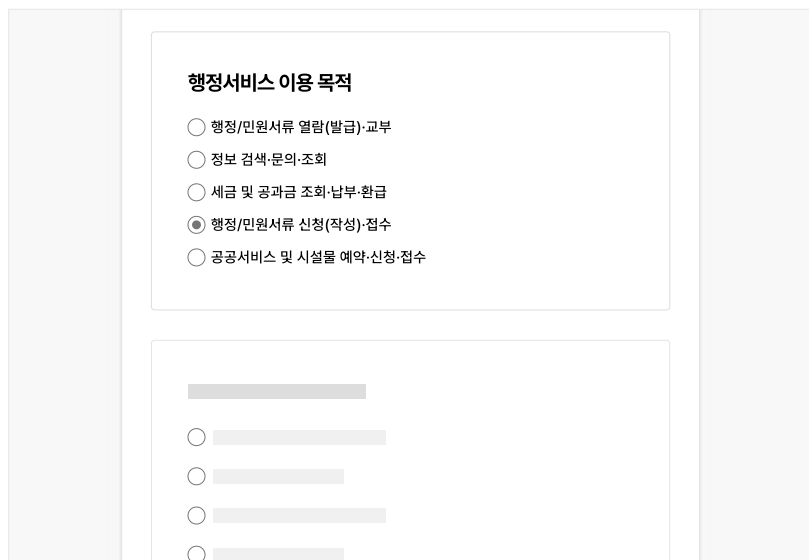 행정서비스 이용 목적
행정/민원서류 열람(발급)·교부
정보 검색·문의·조회
세금 및 공과금 조회·납부·환급
행정/민원서류 신청(작성)·접수
공공서비스 및 시설물 예약·신청·접수